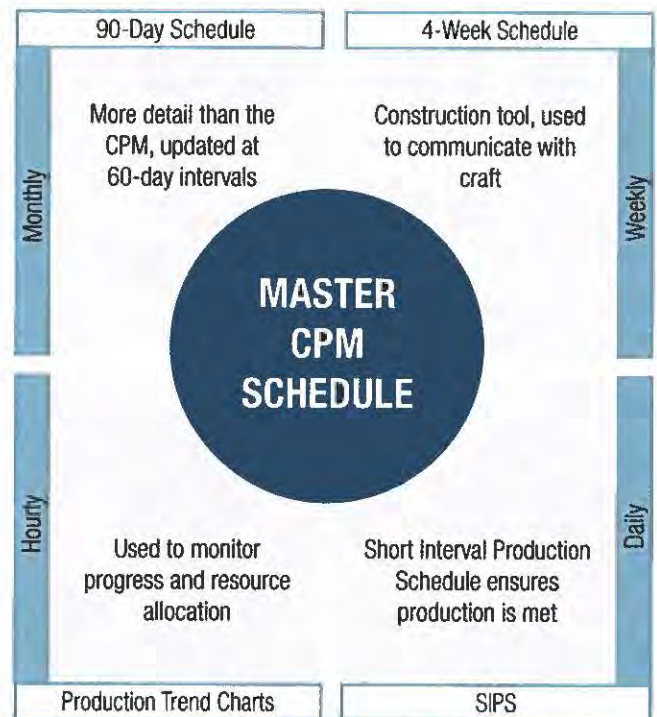 90-Day Schedule
4-Week Schedule
Monthly
More detail than the
CPM, updated at
60-day intervals
Construction tool, used
to communicate with
craft
Weekly
MASTER
CPM
SCHEDULE
Hourly
Used to monitor
progress and resource
allocation
Short Interval Production
Schedule ensures
production is met
Daily
Production Trend Charts
SIPS